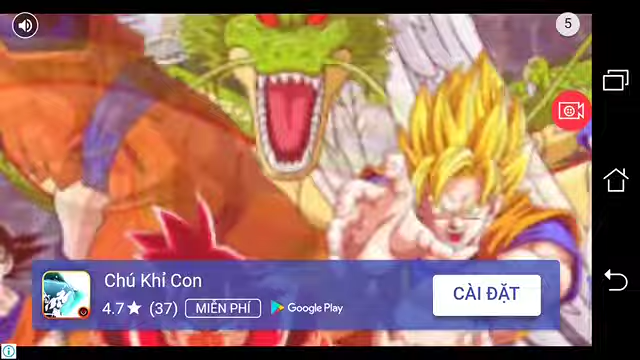 5
Chú Khỉ Con
4.7★ (37) MIỄN PHÍ Google Play
CÀI ĐẶT